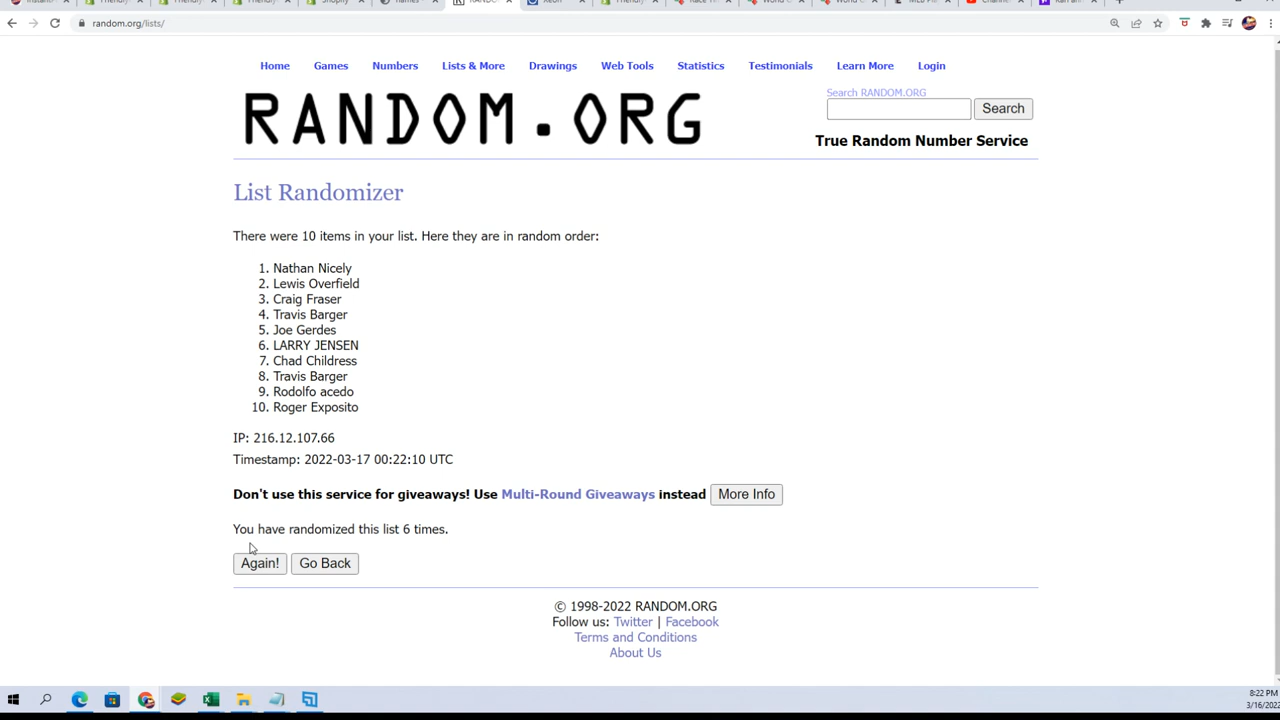 random.org/lists/
Home Games Numbers Lists & More Drawings Web Tools Statistics Testimonials Learn More Login
RANDOM.ORG
Search RANDOM.ORG
Search
True Random Number Service
List Randomizer
There were 10 items in your list. Here they are in random order:
1. Nathan Nicely
2. Lewis Overfield
3. Craig Fraser
4. Travis Barger
5. Joe Gerdes
6. LARRY JENSEN
7. Chad Childress
8. Travis Barger
9. Rodolfo acedo
10. Roger Exposito
IP: 216.12.107.66
Timestamp: 2022-03-17 00:22:10 UTC
Don't use this service for giveaways! Use Multi-Round Giveaways instead More Info
You have randomized this list 6 times.
Again! Go Back
© 1998-2022 RANDOM.ORG
Follow us: Twitter | Facebook
Terms and Conditions
About Us
8:22 PM